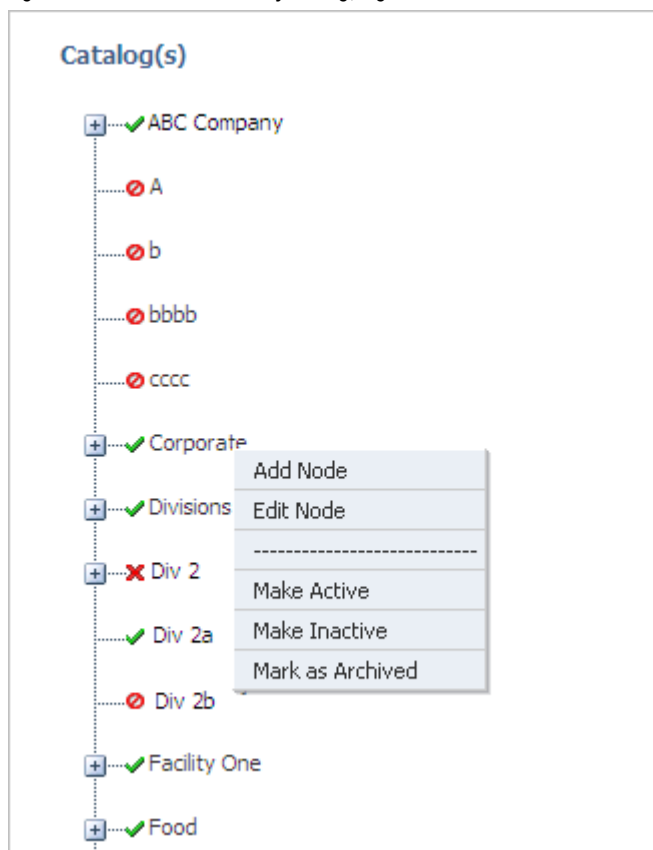 Catalog(s)
ABC Company
A
b
bbbb
cccc
Corporate
Add Node
Divisions
Edit Node
---------------------------
Div 2
Make Active
Div 2a
Make Inactive
Mark as Archived
Div 2b
Facility One
Food